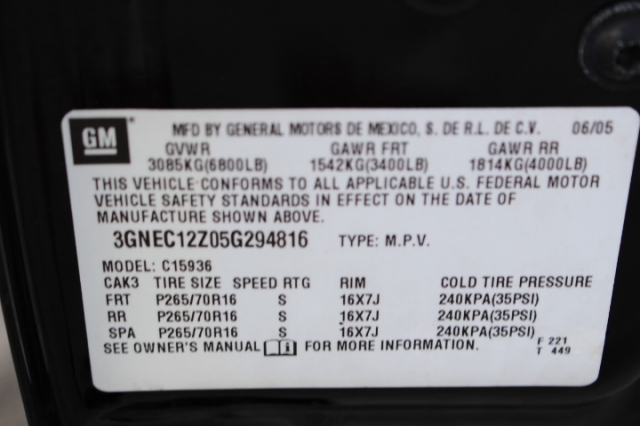 GM MFD BY GENERAL MOTORS DE MEXICO, S. DE R.L. DE C.V. 06/05
GVWR GAWR FRT GAWR RR
3085KG(6800LB) 1542KG(3400LB) 1814KG(4000LB)
THIS VEHICLE CONFORMS TO ALL APPLICABLE U.S. FEDERAL MOTOR
VEHICLE SAFETY STANDARDS IN EFFECT ON THE DATE OF
MANUFACTURE SHOWN ABOVE.
3GNEC12Z05G294816 TYPE: M.P.V.
MODEL: C15936
CAK3 TIRE SIZE SPEED RTG RIM COLD TIRE PRESSURE
FRT P265/70R16 S 16X7J 240KPA(35PSI)
RR P265/70R16 S 16X7J 240KPA(35PSI)
SPA P265/70R16 S 16X7J 240KPA(35PSI)
SEE OWNER'S MANUAL FOR MORE INFORMATION. F 221
T 449